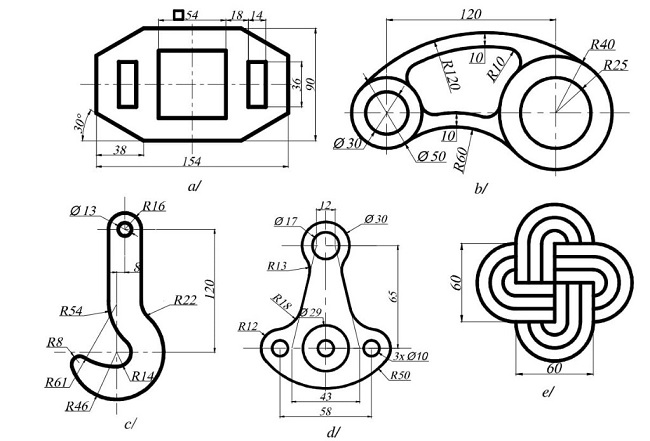 □54
18
14
36
90
30°
38
154
a/
120
R40
R25
10
R10
R120
10
R60
Ø 30
Ø 50
b/
Ø 13
R16
8
120
R54
R22
R8
R61
R14
R46
c/
12
Ø 17
Ø 30
R13
65
R18
Ø 29
R12
3x Ø10
R50
43
58
d/
60
60
e/